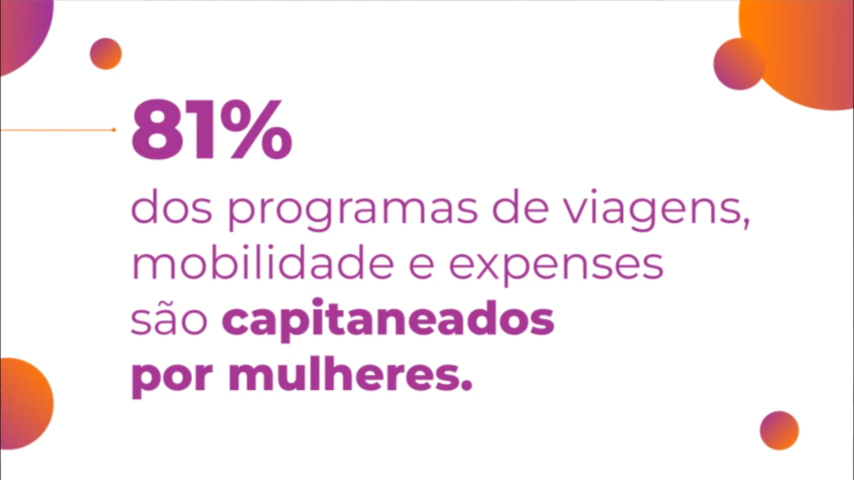 81%
dos programas de viagens,
mobilidade e expenses
são capitaneados
por mulheres.